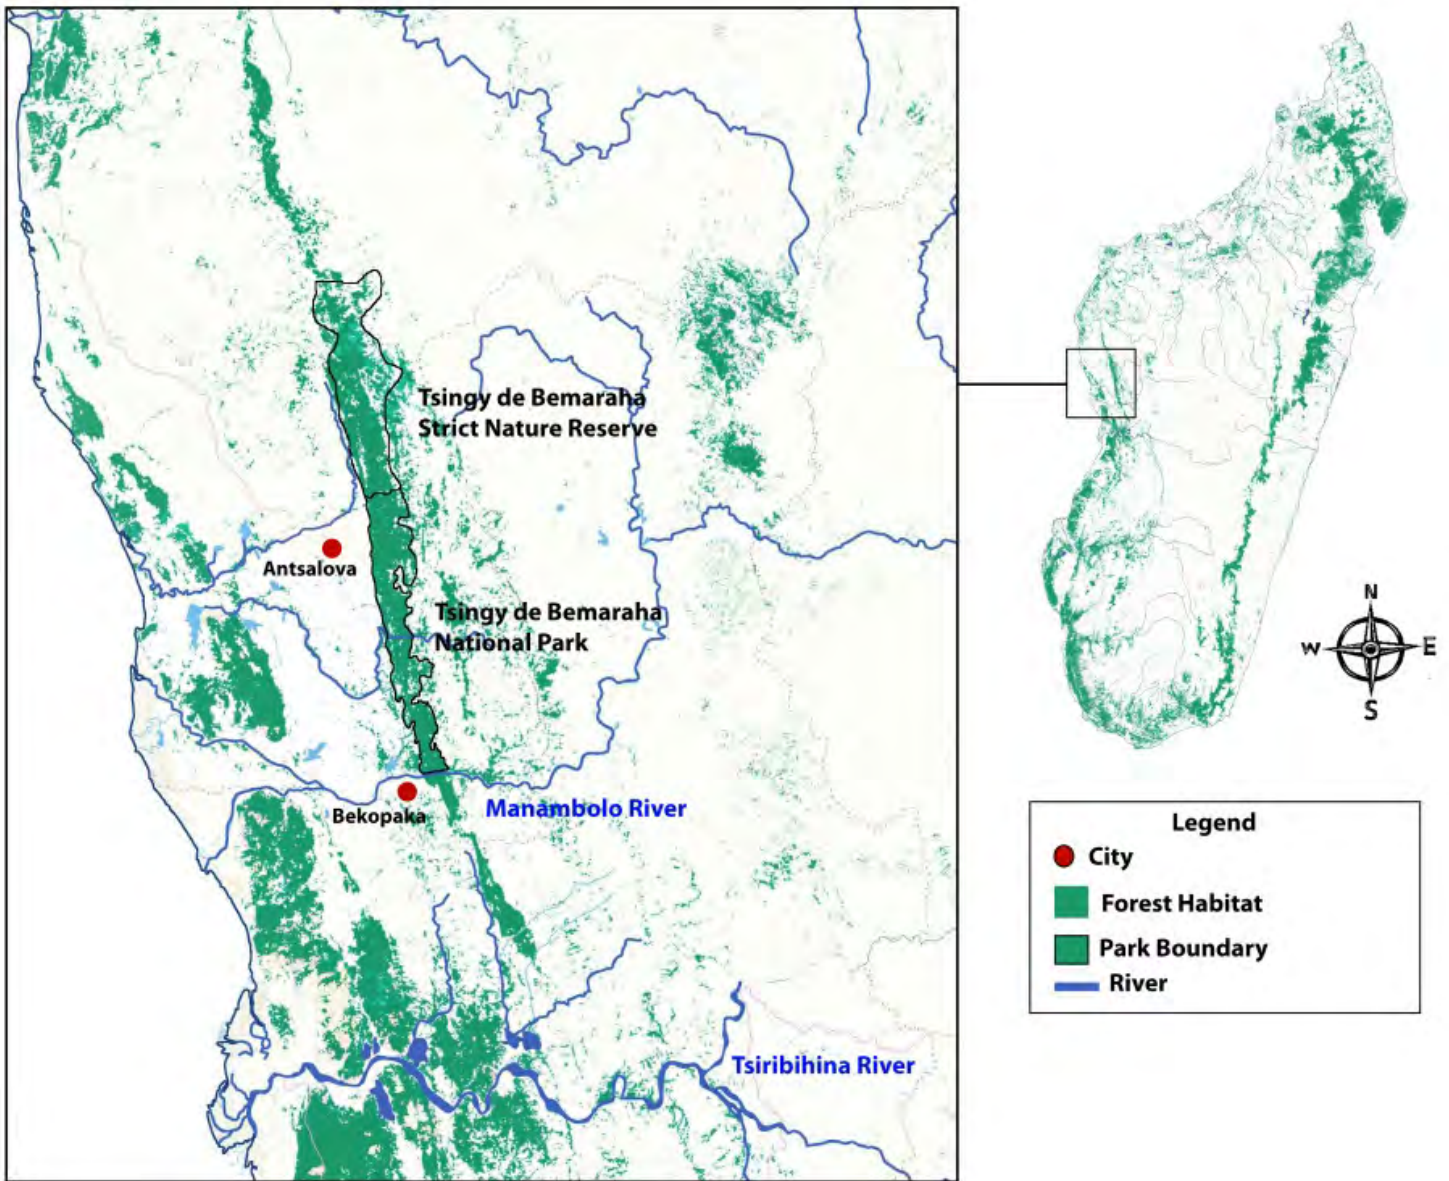 Tsingy de Bemaraha
Strict Nature Reserve
Antsalova
Tsingy de Bemaraha
National Park
Bekopaka
Manambolo River
Tsiribihina River
N
W
E
S
Legend
City
Forest Habitat
Park Boundary
River